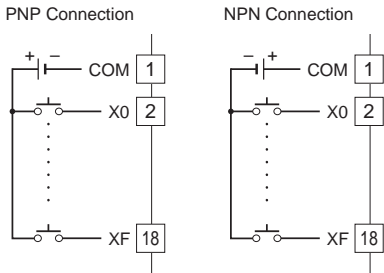 PNP Connection NPN Connection
+ – COM 1 – + COM 1
X0 2 X0 2
XF 18 XF 18